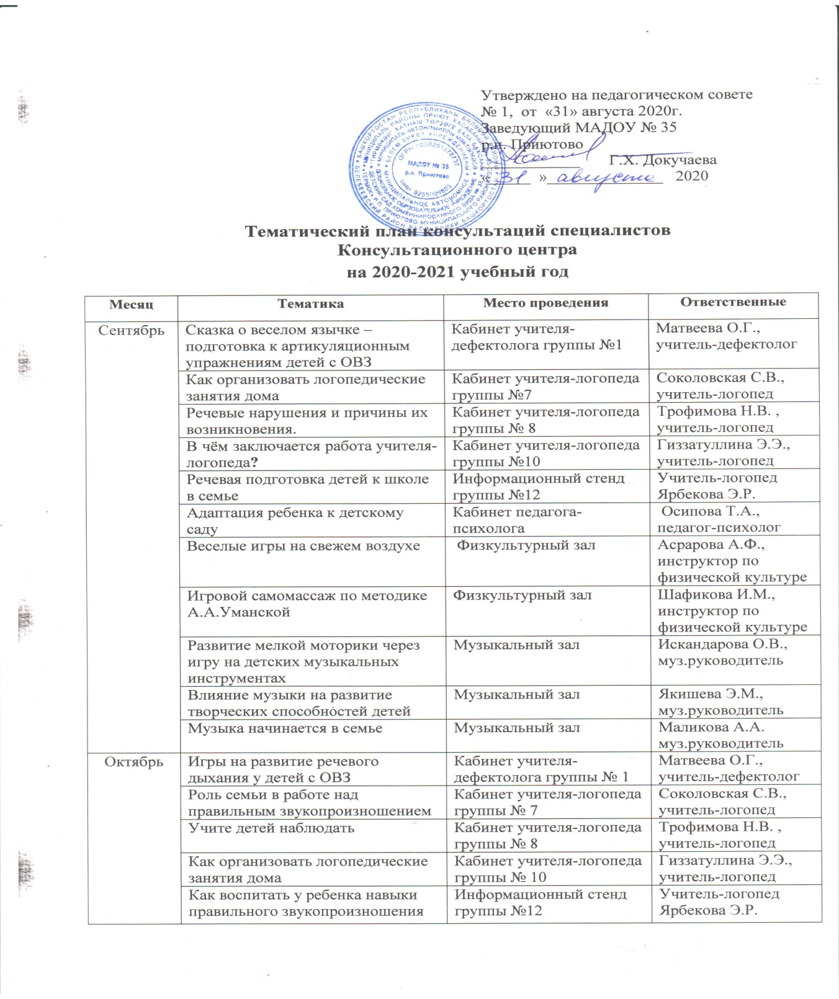 Утверждено на педагогическом совете
№ 1, от «31» августа 2020г.
Заведующий МАДОУ № 35
р.п. Приютово
Г.Х. Докучаева
« 31 » августа 2020
МАДОУ № 35
р.п. Приютово
ИНН 0255009803
Тематический план консультаций специалистов
Консультационного центра
на 2020-2021 учебный год
Месяц Тематика Место проведения Ответственные
Сентябрь
Сказка о веселом язычке –
подготовка к артикуляционным
упражнениям детей с ОВЗ
Кабинет учителя-
дефектолога группы №1
Матвеева О.Г.,
учитель-дефектолог
Как организовать логопедические
занятия дома
Кабинет учителя-логопеда
группы №7
Соколовская С.В.,
учитель-логопед
Речевые нарушения и причины их
возникновения.
Кабинет учителя-логопеда
группы № 8
Трофимова Н.В. ,
учитель-логопед
В чём заключается работа учителя-
логопеда?
Кабинет учителя-логопеда
группы №10
Гиззатуллина Э.Э.,
учитель-логопед
Речевая подготовка детей к школе
в семье
Информационный стенд
группы №12
Учитель-логопед
Ярбекова Э.Р.
Адаптация ребенка к детскому
саду
Кабинет педагога-
психолога
Осипова Т.А.,
педагог-психолог
Веселые игры на свежем воздухе
Физкультурный зал
Асрарова А.Ф.,
инструктор по
физической культуре
Игровой самомассаж по методике
А.А.Уманской
Физкультурный зал
Шафикова И.М.,
инструктор по
физической культуре
Развитие мелкой моторики через
игру на детских музыкальных
инструментах
Музыкальный зал
Искандарова О.В.,
муз.руководитель
Влияние музыки на развитие
творческих способностей детей
Музыкальный зал
Якишева Э.М.,
муз.руководитель
Музыка начинается в семье
Музыкальный зал
Маликова А.А.
муз.руководитель
Октябрь
Игры на развитие речевого
дыхания у детей с ОВЗ
Кабинет учителя-
дефектолога группы № 1
Матвеева О.Г.,
учитель-дефектолог
Роль семьи в работе над
правильным звукопроизношением
Кабинет учителя-логопеда
группы № 7
Соколовская С.В.,
учитель-логопед
Учите детей наблюдать
Кабинет учителя-логопеда
группы № 8
Трофимова Н.В. ,
учитель-логопед
Как организовать логопедические
занятия дома
Кабинет учителя-логопеда
группы № 10
Гиззатуллина Э.Э.,
учитель-логопед
Как воспитать у ребенка навыки
правильного звукопроизношения
Информационный стенд
группы №12
Учитель-логопед
Ярбекова Э.Р.